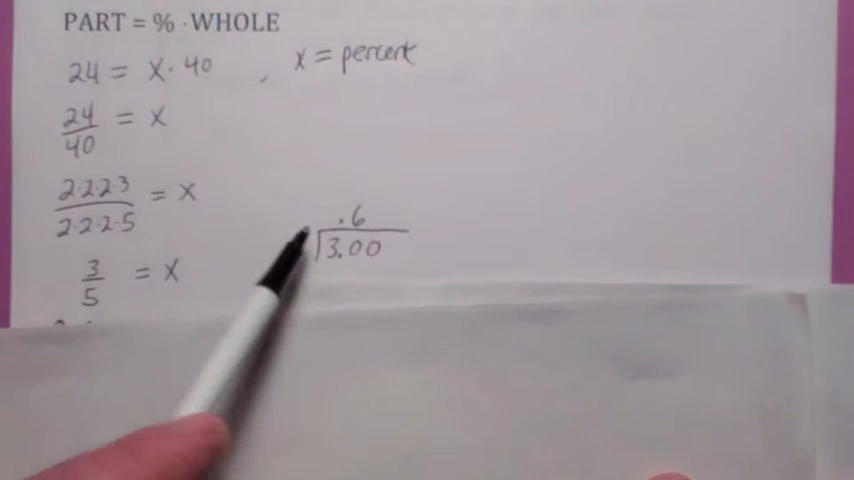 PART = % · WHOLE
24 = x · 40 , x = percent
24/40 = x
2·2·2·3/2·2·2·5 = x
.6
3.00
3/5 = x